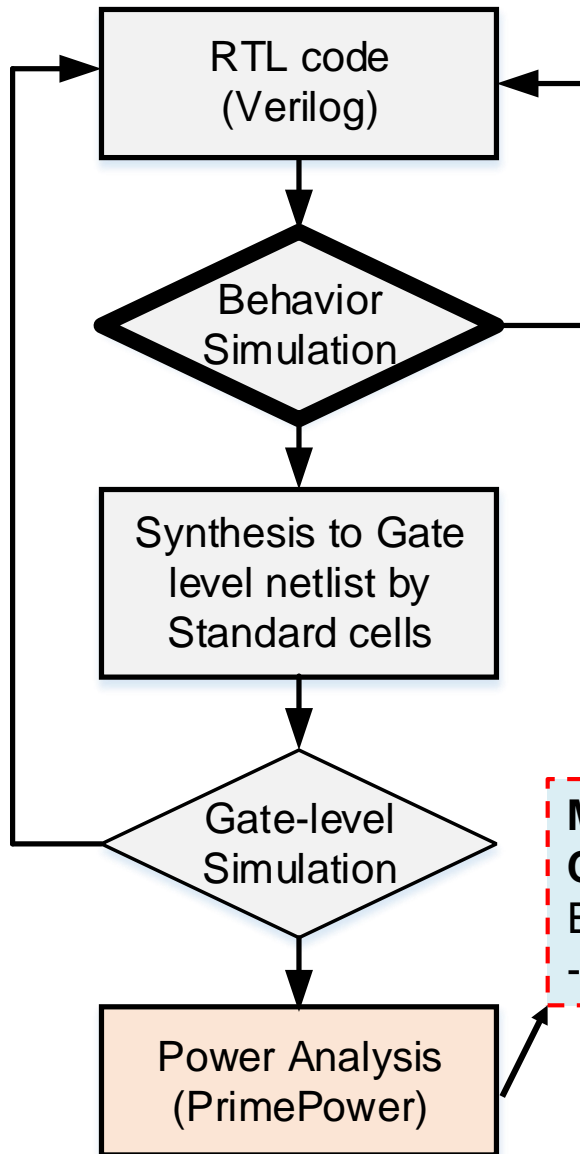 RTL code
(Verilog)
Behavior
Simulation
Synthesis to Gate
level netlist by
Standard cells
Gate-level
Simulation
Power Analysis
(PrimePower)